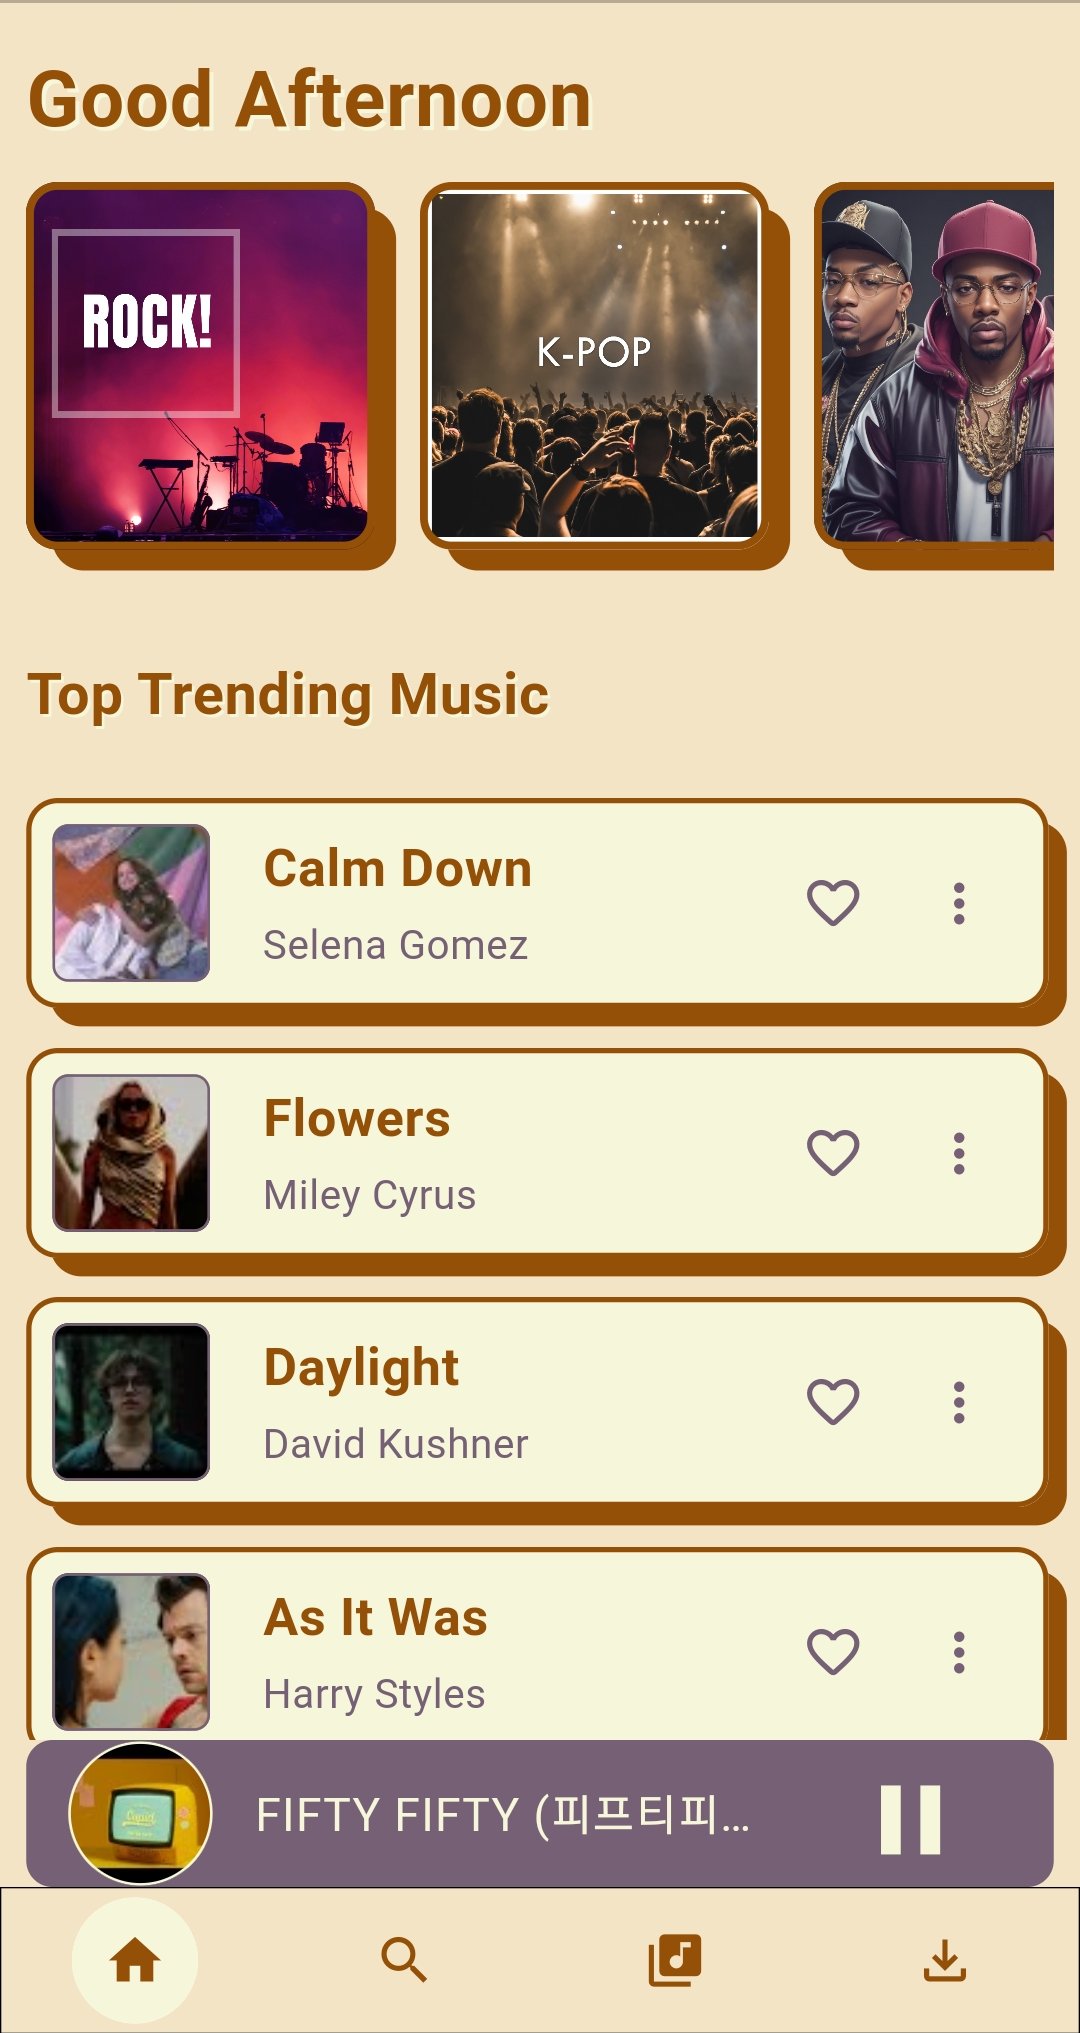 Good Afternoon
ROCK!
K-POP
Top Trending Music
Calm Down
Selena Gomez
Flowers
Miley Cyrus
Daylight
David Kushner
As It Was
Harry Styles
Cupid
FIFTY FIFTY (피프티피...